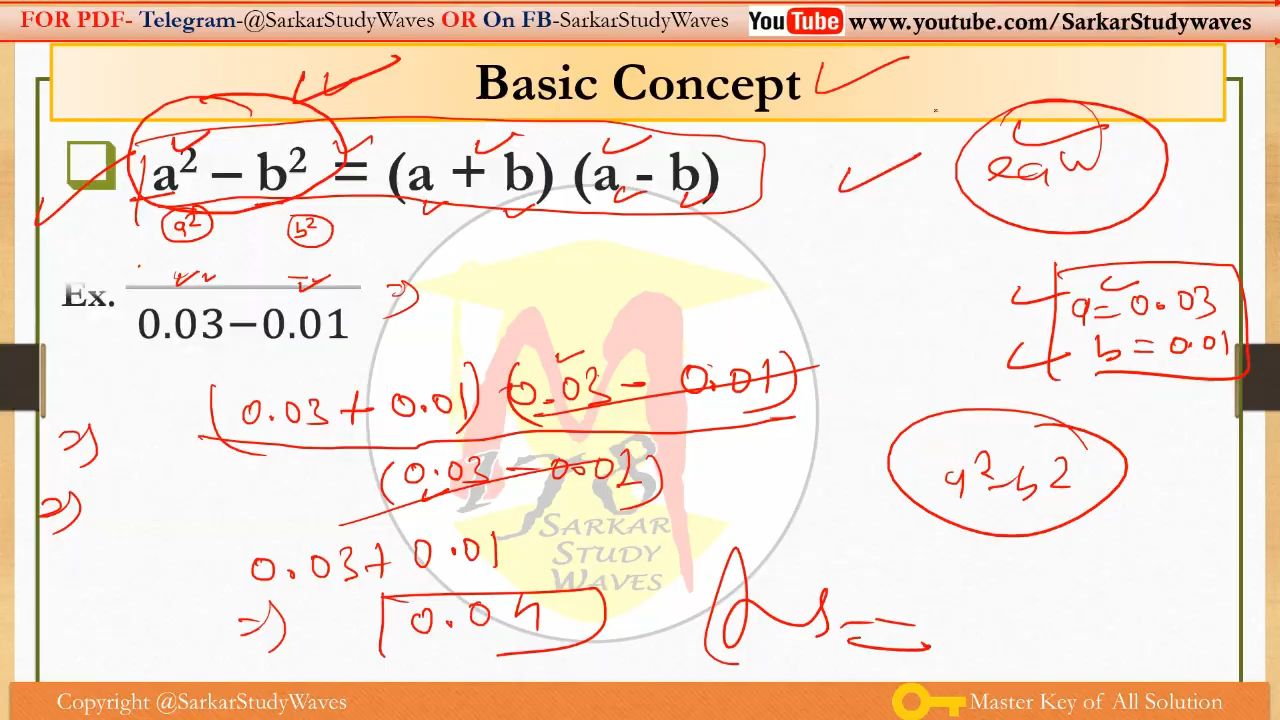 FOR PDF- Telegram-@SarkarStudyWaves OR On FB-SarkarStudyWaves YouTube www.youtube.com/SarkarStudywaves
Basic Concept
a² − b² = (a + b) (a - b)
a² b²
Ex.
0.03−0.01
⇒
a = 0.03
b = 0.01
(0.03 + 0.01) (0.03 − 0.01)
(0.03 − 0.01)
a² − b²
0.03 + 0.01
⇒ 0.04 Ans
SARKAR
STUDY
WAVES
Copyright @SarkarStudyWaves
Master Key of All Solution